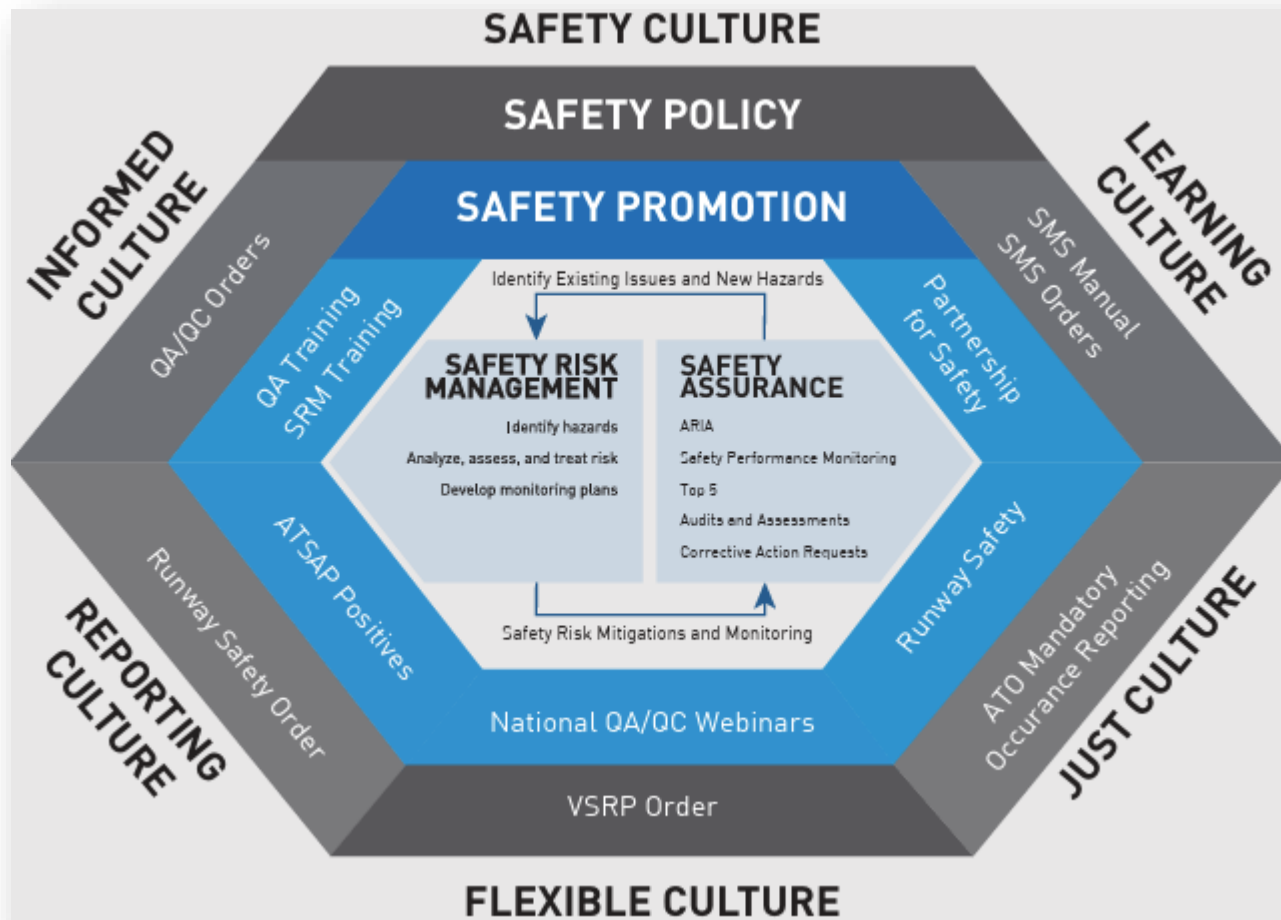 SAFETY CULTURE
SAFETY POLICY
SAFETY PROMOTION
INFORMED
CULTURE
LEARNING
CULTURE
QA/QC Orders
QA Training
SRM Training
Partnership
for Safety
SMS Manual
SMS Orders
Identify Existing Issues and New Hazards
SAFETY RISK
MANAGEMENT
Identify hazards
Analyze, assess, and treat risk
Develop monitoring plans
SAFETY
ASSURANCE
ARIA
Safety Performance Monitoring
Top 5
Audits and Assessments
Corrective Action Requests
Safety Risk Mitigations and Monitoring
REPORTING
CULTURE
Runway Safety Order
ATSAP Positives
Runway Safety
ATO Mandatory
Occurance Reporting
JUST CULTURE
National QA/QC Webinars
VSRP Order
FLEXIBLE CULTURE